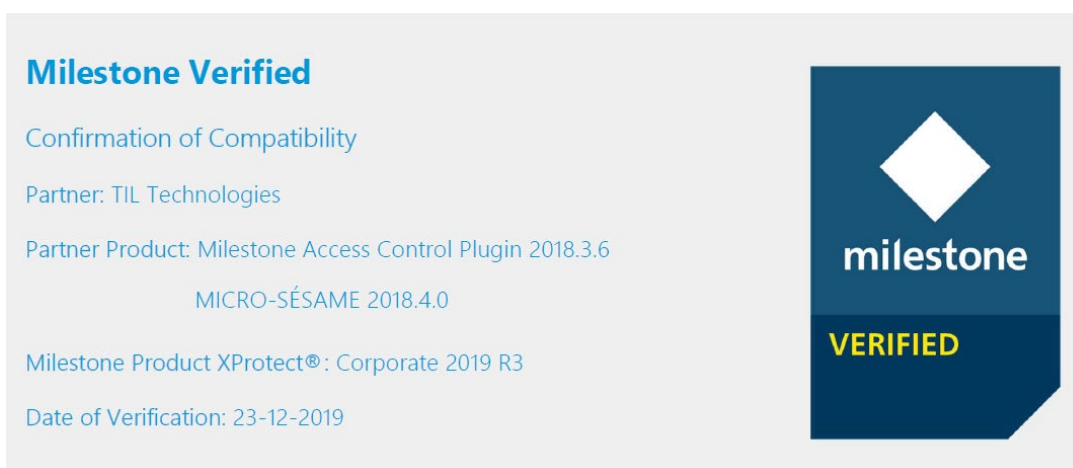 Milestone Verified
Confirmation of Compatibility
Partner: TIL Technologies
Partner Product: Milestone Access Control Plugin 2018.3.6
MICRO-SÉSAME 2018.4.0
Milestone Product XProtect®: Corporate 2019 R3
Date of Verification: 23-12-2019
milestone
VERIFIED